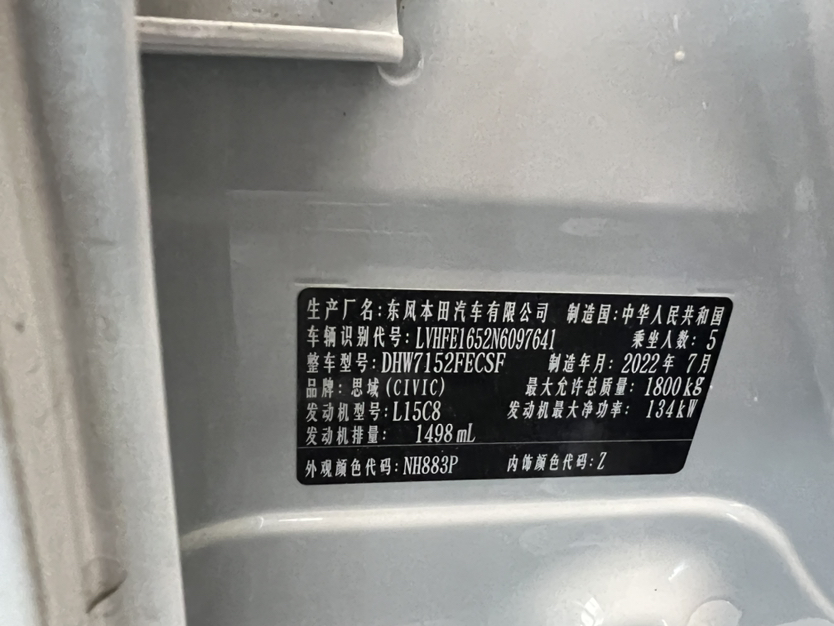 生产厂名:东风本田汽车有限公司 制造国:中华人民共和国
车辆识别代号:LVHFE1652N6097641 乘坐人数:5
整车型号:DHW7152FECSF 制造年月:2022年7月
品牌:思域(CIVIC) 最大允许总质量:1800kg
发动机型号:L15C8 发动机最大净功率:134kW
发动机排量: 1498mL
外观颜色代码:NH883P 内饰颜色代码:Z